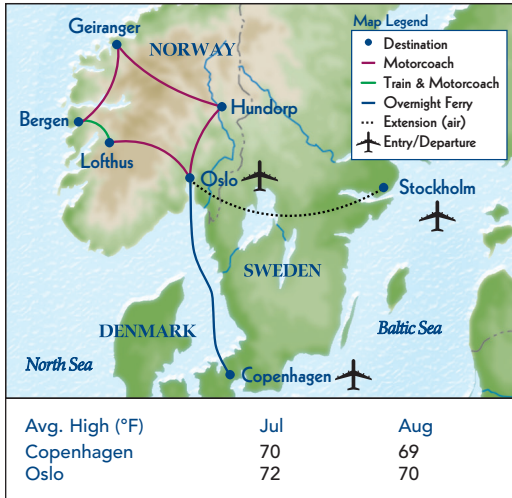 Geiranger
NORWAY
Bergen
Hundorp
Lofthus
Oslo
Stockholm
SWEDEN
DENMARK
Baltic Sea
North Sea
Copenhagen
Map Legend
Destination
Motorcoach
Train & Motorcoach
Overnight Ferry
Extension (air)
Entry/Departure
Avg. High (°F) Jul Aug
Copenhagen 70 69
Oslo 72 70